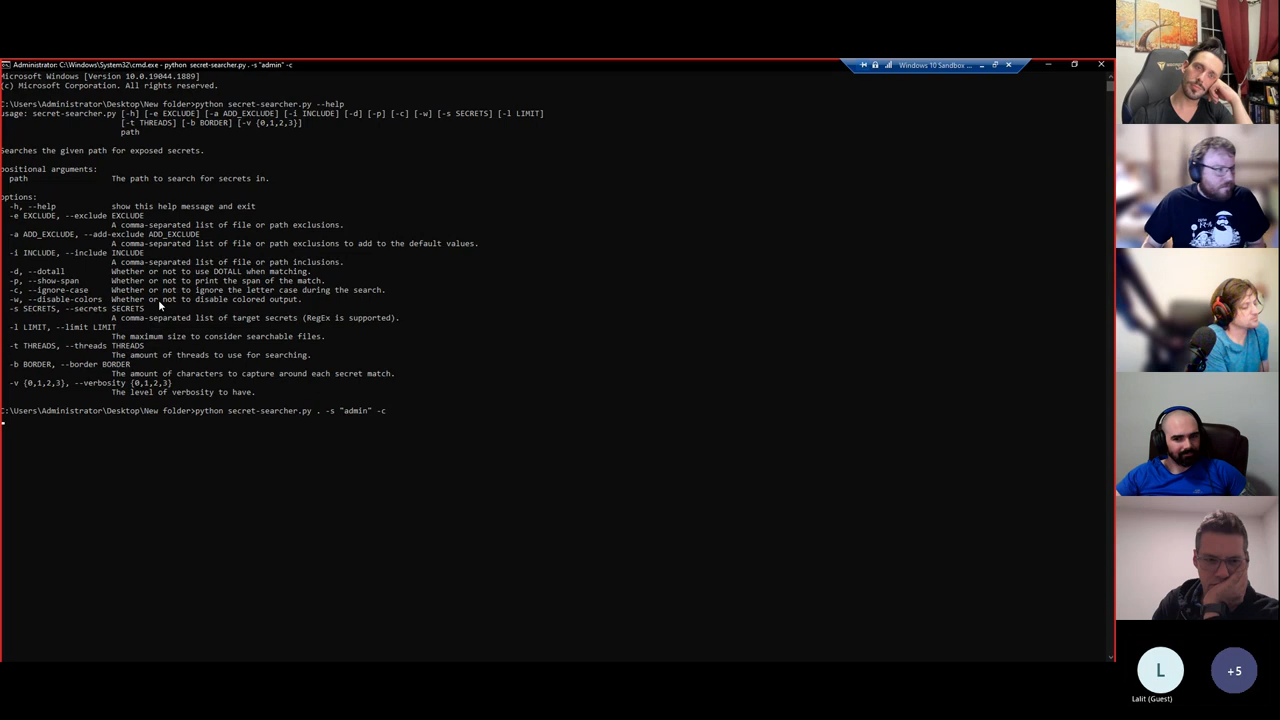 Administrator: C:\Windows\System32\cmd.exe - python secret-searcher.py . -s "admin" -c
Windows 10 Sandbox ...
Microsoft Windows [Version 10.0.19044.1889]
(c) Microsoft Corporation. All rights reserved.
C:\Users\Administrator\Desktop\New folder>python secret-searcher.py --help
usage: secret-searcher.py [-h] [-e EXCLUDE] [-a ADD_EXCLUDE] [-i INCLUDE] [-d] [-p] [-c] [-w] [-s SECRETS] [-l LIMIT]
[-t THREADS] [-b BORDER] [-v {0,1,2,3}]
path
Searches the given path for exposed secrets.
positional arguments:
path The path to search for secrets in.
options:
-h, --help show this help message and exit
-e EXCLUDE, --exclude EXCLUDE
A comma-separated list of file or path exclusions.
-a ADD_EXCLUDE, --add-exclude ADD_EXCLUDE
A comma-separated list of file or path exclusions to add to the default values.
-i INCLUDE, --include INCLUDE
A comma-separated list of file or path inclusions.
-d, --dotall Whether or not to use DOTALL when matching.
-p, --show-span Whether or not to print the span of the match.
-c, --ignore-case Whether or not to ignore the letter case during the search.
-w, --disable-colors Whether or not to disable colored output.
-s SECRETS, --secrets SECRETS
A comma-separated list of target secrets (RegEx is supported).
-l LIMIT, --limit LIMIT
The maximum size to consider searchable files.
-t THREADS, --threads THREADS
The amount of threads to use for searching.
-b BORDER, --border BORDER
The amount of characters to capture around each secret match.
-v {0,1,2,3}, --verbosity {0,1,2,3}
The level of verbosity to have.
C:\Users\Administrator\Desktop\New folder>python secret-searcher.py . -s "admin" -c
L
+5
Lalit (Guest)